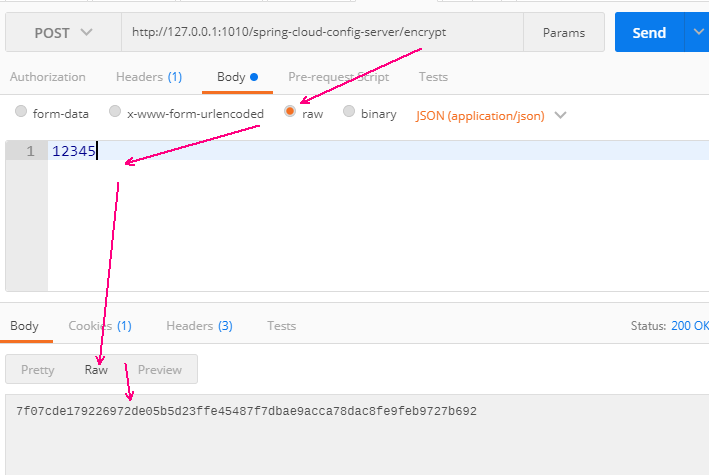 POST http://127.0.0.1:1010/spring-cloud-config-server/encrypt Params Send
Authorization Headers (1) Body Pre-request Script Tests
form-data x-www-form-urlencoded raw binary JSON (application/json)
1 12345
Body Cookies (1) Headers (3) Tests Status: 200 OK
Pretty Raw Preview
7f07cde179226972de05b5d23ffe45487f7dbae9acca78dac8fe9feb9727b692